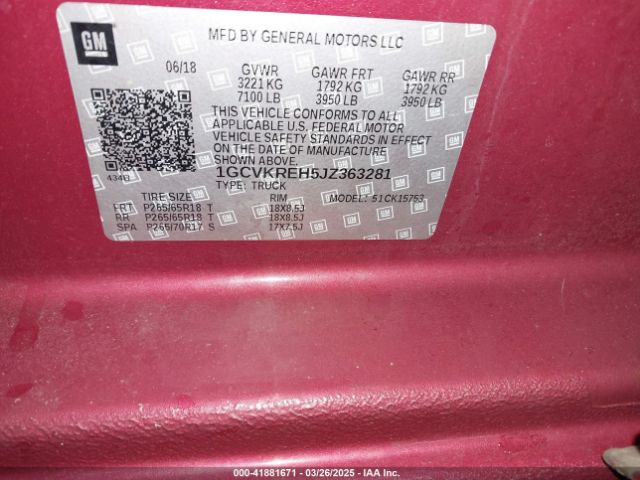 GM
MFD BY GENERAL MOTORS LLC
06/18 GVWR GAWR FRT GAWR RR
3221 KG 1792 KG 1792 KG
7100 LB 3950 LB 3950 LB
THIS VEHICLE CONFORMS TO ALL
APPLICABLE U.S. FEDERAL MOTOR
VEHICLE SAFETY STANDARDS IN EFFECT
ON THE DATE OF MANUFACTURE
SHOWN ABOVE.
1GCVKREH5JZ363281
TYPE: TRUCK MODEL: 51CK15753
TIRE SIZE RIM
FRT P265/65R18 T 18X8.5J
RR P265/65R18 T 18X8.5J
SPA P265/70R17 S 17X7.5J
000-41881671 | 03/26/2025 - IAA Inc.